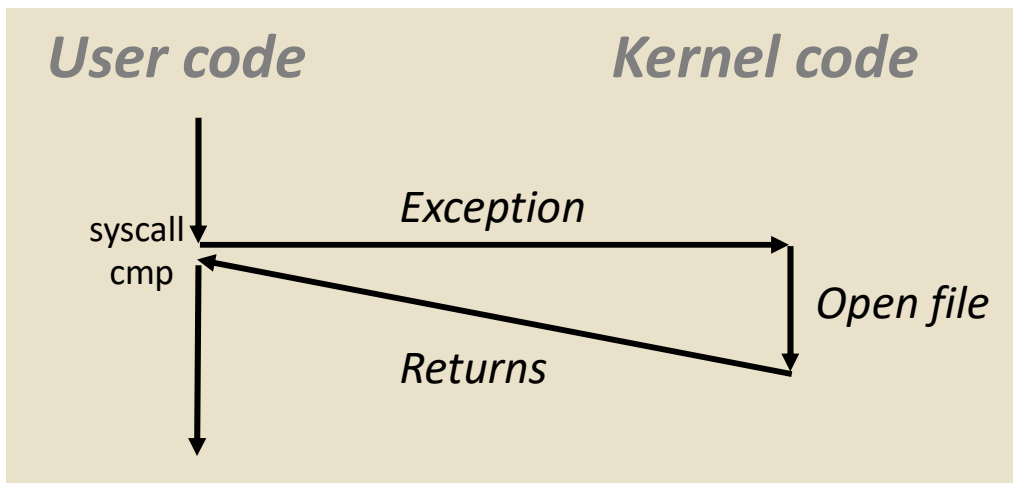 User code
Kernel code
Exception
syscall
cmp
Open file
Returns